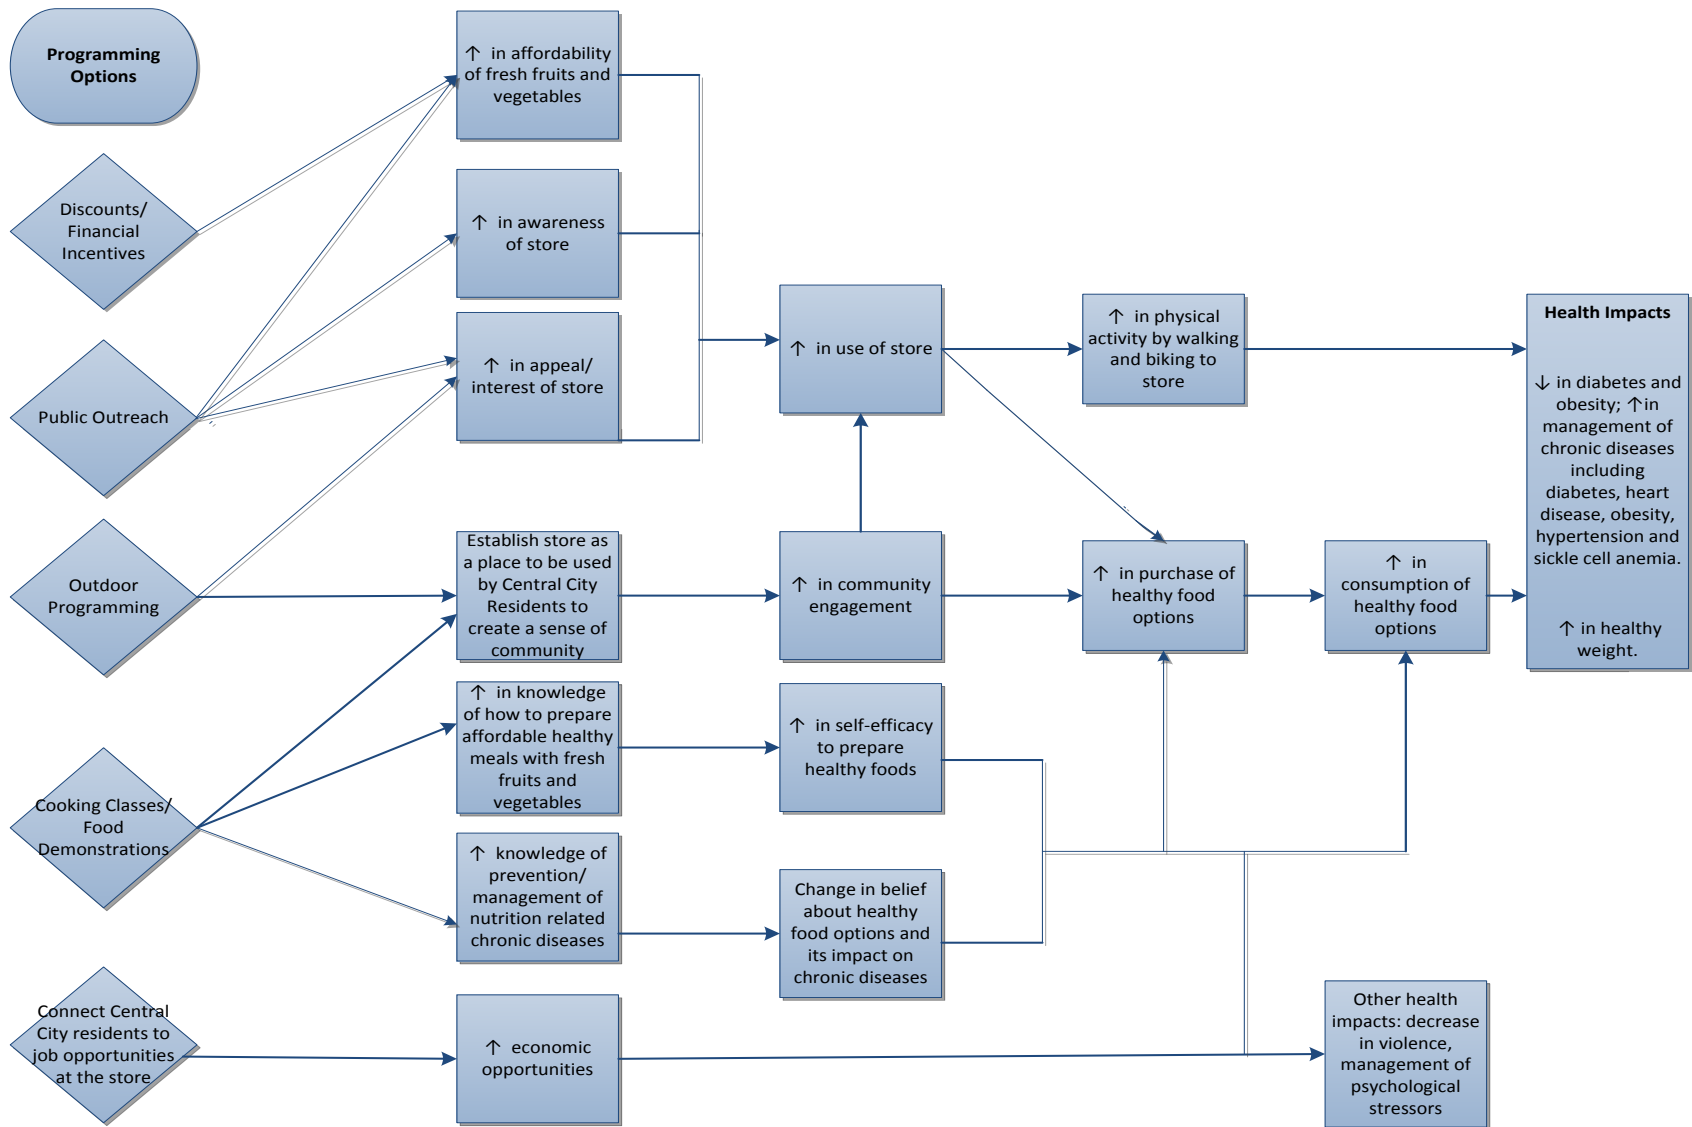 Programming
Options
Discounts/
Financial
Incentives
Public Outreach
Outdoor
Programming
Cooking Classes/
Food
Demonstrations
Connect Central
City residents to
job opportunities
at the store
↑ in affordability
of fresh fruits and
vegetables
↑ in awareness
of store
↑ in appeal/
interest of store
Establish store as
a place to be used
by Central City
Residents to
create a sense of
community
↑ in knowledge
of how to prepare
affordable healthy
meals with fresh
fruits and
vegetables
↑ knowledge of
prevention/
management of
nutrition related
chronic diseases
↑ economic
opportunities
↑ in use of store
↑ in community
engagement
↑ in self-efficacy
to prepare
healthy foods
Change in belief
about healthy
food options and
its impact on
chronic diseases
↑ in physical
activity by walking
and biking to
store
↑ in purchase of
healthy food
options
↑ in
consumption of
healthy food
options
Other health
impacts: decrease
in violence,
management of
psychological
stressors
Health Impacts
↓ in diabetes and
obesity; ↑in
management of
chronic diseases
including
diabetes, heart
disease, obesity,
hypertension and
sickle cell anemia.
↑ in healthy
weight.